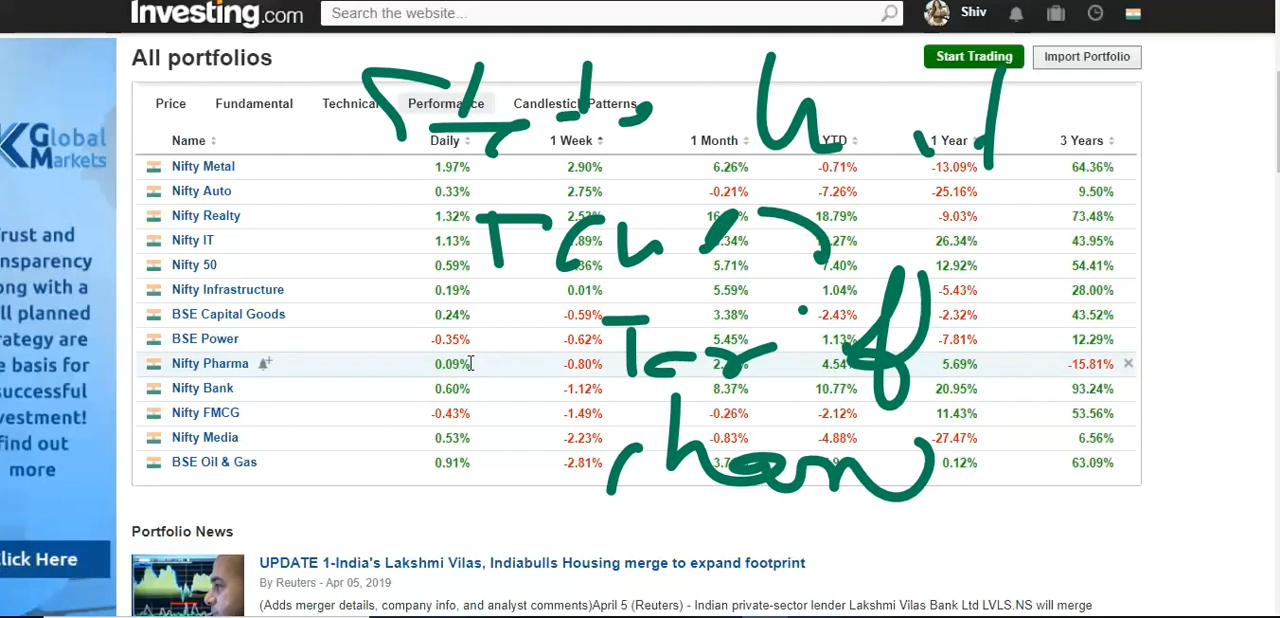 Investing.com Search the website... Shiv
All portfolios Start Trading Import Portfolio
Price Fundamental Technical Performance Candlestick Patterns
Name Daily 1 Week 1 Month YTD 1 Year 3 Years
Nifty Metal 1.97% 2.90% 6.26% -0.71% -13.09% 64.36%
Nifty Auto 0.33% 2.75% -0.21% -7.26% -25.16% 9.50%
Nifty Realty 1.32% 18.79% -9.03% 73.48%
Nifty IT 1.13% 26.34% 43.95%
Nifty 50 0.59% 5.71% 7.40% 12.92% 54.41%
Nifty Infrastructure 0.19% 0.01% 5.59% 1.04% -5.43% 28.00%
BSE Capital Goods 0.24% -0.59% 3.38% -2.43% -2.32% 43.52%
BSE Power -0.35% -0.62% 5.45% 1.13% -7.81% 12.29%
Nifty Pharma 0.09% -0.80% 4.54% 5.69% -15.81%
Nifty Bank 0.60% -1.12% 8.37% 10.77% 20.95% 93.24%
Nifty FMCG -0.43% -1.49% -0.26% -2.12% 11.43% 53.56%
Nifty Media 0.53% -2.23% -0.83% -4.88% -27.47% 6.56%
BSE Oil & Gas 0.91% -2.81% 0.12% 63.09%
Portfolio News
UPDATE 1-India's Lakshmi Vilas, Indiabulls Housing merge to expand footprint
By Reuters - Apr 05, 2019
(Adds merger details, company info, and analyst comments)April 5 (Reuters) - Indian private-sector lender Lakshmi Vilas Bank Ltd LVLS.NS will merge
KGM Global Markets
Trust and
planned
strategy are
basis for
successful
find out
more
Click Here